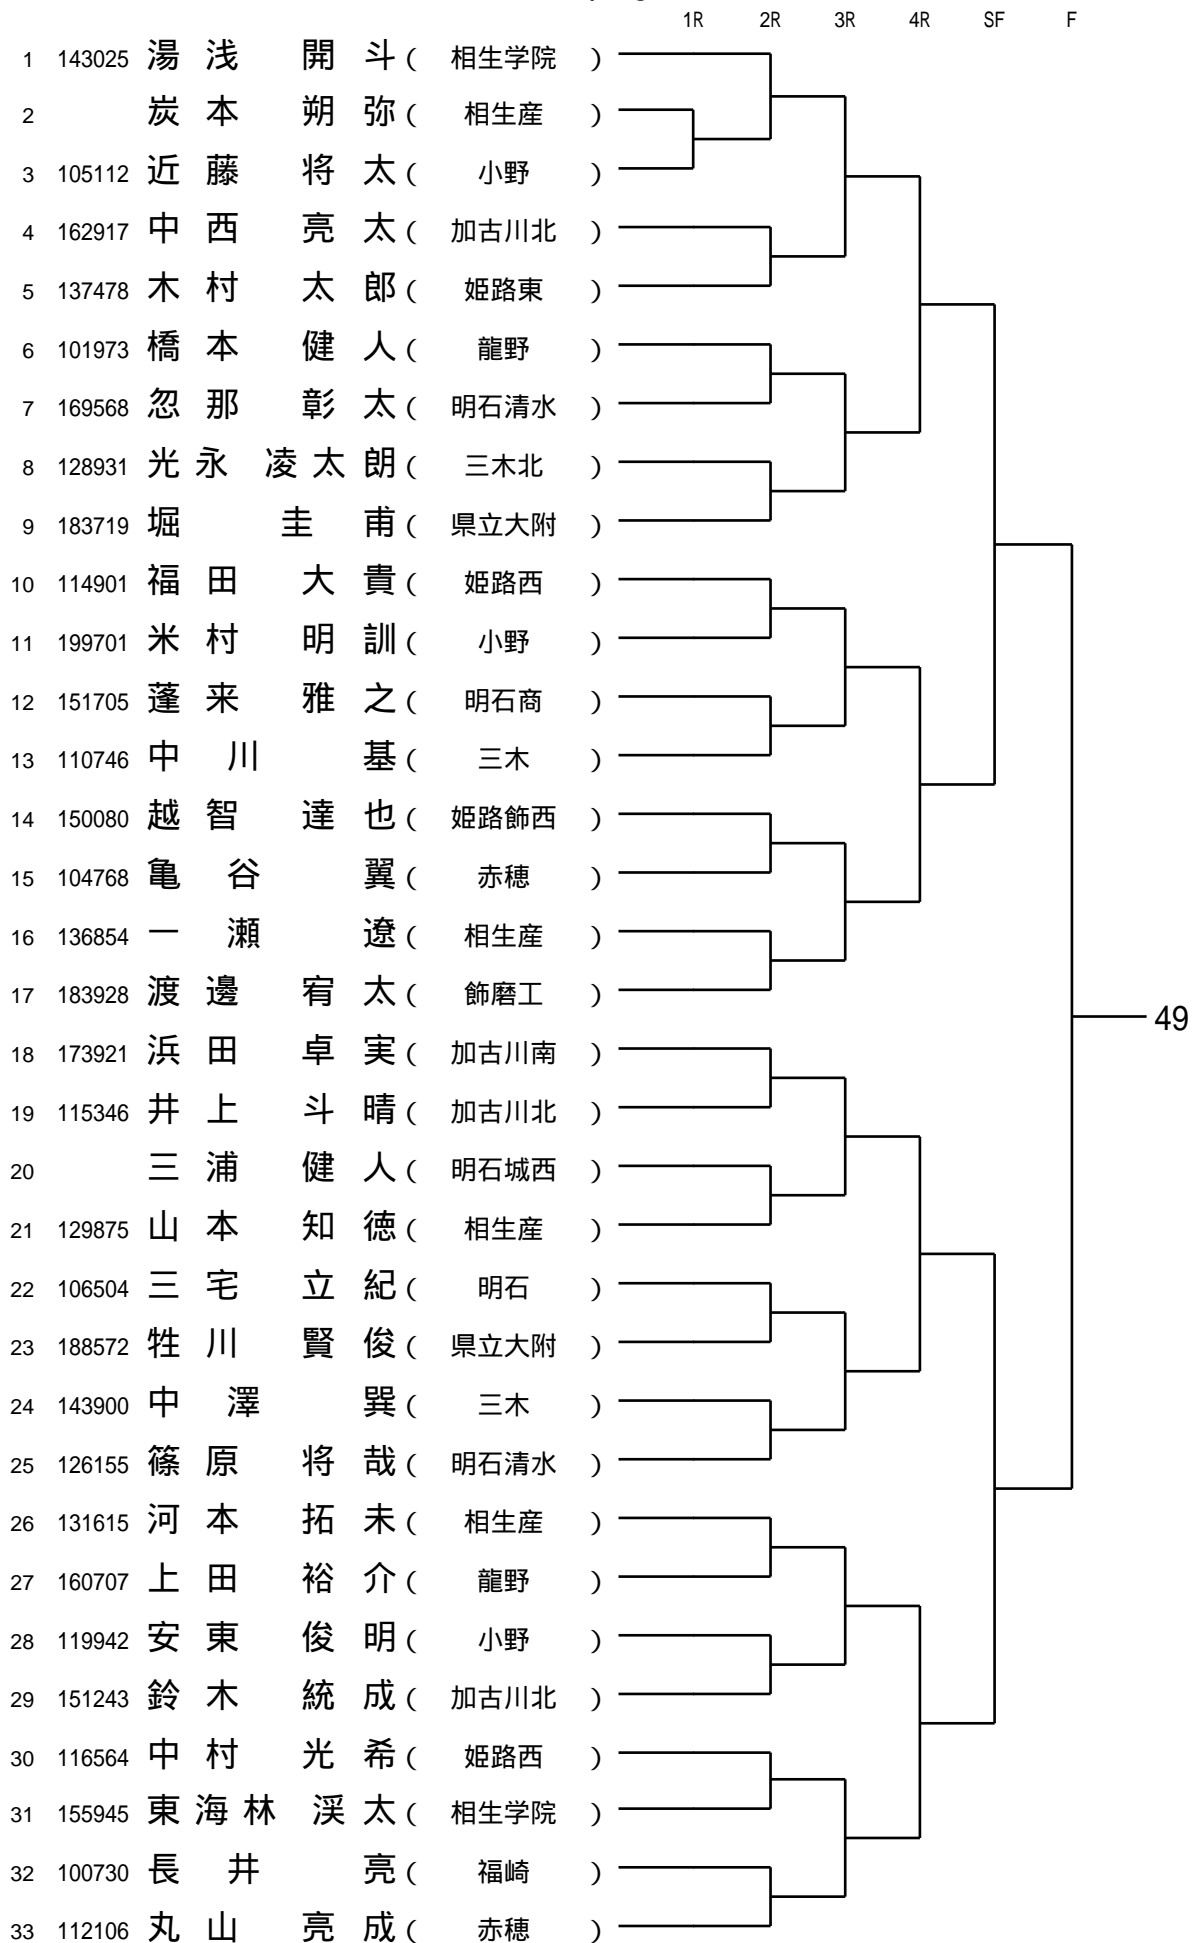 1R 2R 3R 4R SF F
1 143025 湯浅 開斗 ( 相生学院 )
2 炭本 朔弥 ( 相生産 )
3 105112 近藤 将太 ( 小野 )
4 162917 中西 亮太 ( 加古川北 )
5 137478 木村 太郎 ( 姫路東 )
6 101973 橋本 健人 ( 龍野 )
7 169568 忽那 彰太 ( 明石清水 )
8 128931 光永 凌太朗 ( 三木北 )
9 183719 堀 圭甫 ( 県立大附 )
10 114901 福田 大貴 ( 姫路西 )
11 199701 米村 明訓 ( 小野 )
12 151705 蓬来 雅之 ( 明石商 )
13 110746 中川 基 ( 三木 )
14 150080 越智 達也 ( 姫路飾西 )
15 104768 亀谷 翼 ( 赤穂 )
16 136854 一瀬 遼 ( 相生産 )
17 183928 渡邊 宥太 ( 飾磨工 )
49
18 173921 浜田 卓実 ( 加古川南 )
19 115346 井上 斗晴 ( 加古川北 )
20 三浦 健人 ( 明石城西 )
21 129875 山本 知徳 ( 相生産 )
22 106504 三宅 立紀 ( 明石 )
23 188572 牲川 賢俊 ( 県立大附 )
24 143900 中澤 巽 ( 三木 )
25 126155 篠原 将哉 ( 明石清水 )
26 131615 河本 拓未 ( 相生産 )
27 160707 上田 裕介 ( 龍野 )
28 119942 安東 俊明 ( 小野 )
29 151243 鈴木 統成 ( 加古川北 )
30 116564 中村 光希 ( 姫路西 )
31 155945 東海林 渓太 ( 相生学院 )
32 100730 長井 亮 ( 福崎 )
33 112106 丸山 亮成 ( 赤穂 )